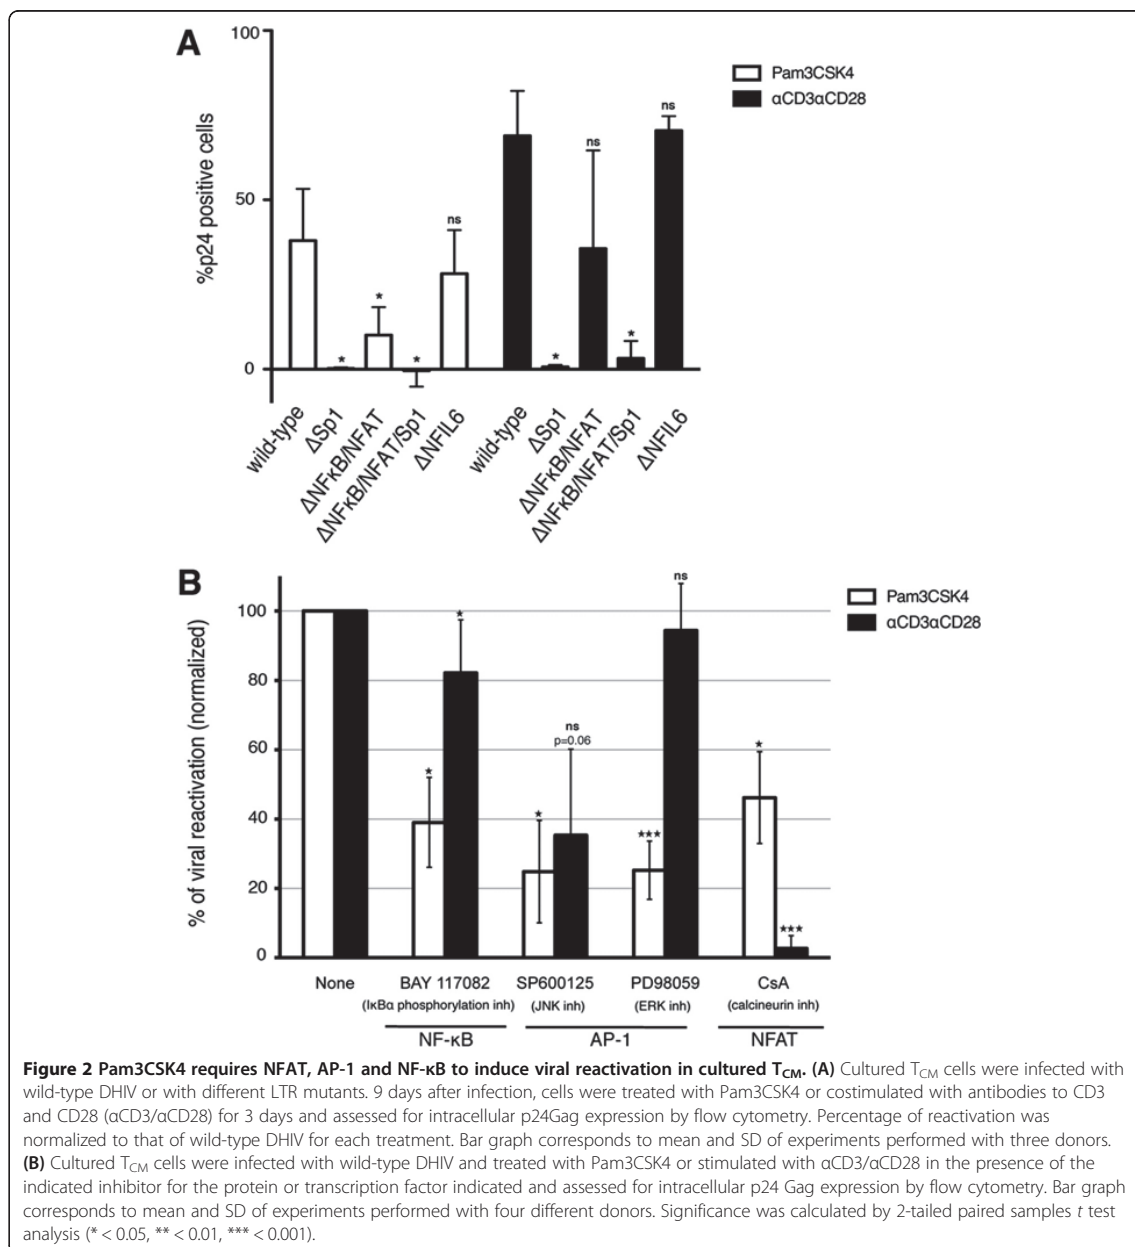 A
100
50
0
%p24 positive cells
Pam3CSK4
αCD3αCD28
* * * ns * ns * ns
wild-type
ΔSp1
ΔNFκB/NFAT
ΔNFκB/NFAT/Sp1
ΔNFIL6
wild-type
ΔSp1
ΔNFκB/NFAT
ΔNFκB/NFAT/Sp1
ΔNFIL6
B
% of viral reactivation (normalized)
100
80
60
40
20
0
Pam3CSK4
αCD3αCD28
* * * ns
p=0.06
*** ns * ***
None BAY 117082 SP600125 PD98059 CsA
(IκBα phosphorylation inh) (JNK inh) (ERK inh) (calcineurin inh)
NF-κB AP-1 NFAT
Figure 2 Pam3CSK4 requires NFAT, AP-1 and NF-κB to induce viral reactivation in cultured TCM. (A) Cultured TCM cells were infected with
wild-type DHIV or with different LTR mutants. 9 days after infection, cells were treated with Pam3CSK4 or costimulated with antibodies to CD3
and CD28 (αCD3/αCD28) for 3 days and assessed for intracellular p24Gag expression by flow cytometry. Percentage of reactivation was
normalized to that of wild-type DHIV for each treatment. Bar graph corresponds to mean and SD of experiments performed with three donors.
(B) Cultured TCM cells were infected with wild-type DHIV and treated with Pam3CSK4 or stimulated with αCD3/αCD28 in the presence of the
indicated inhibitor for the protein or transcription factor indicated and assessed for intracellular p24 Gag expression by flow cytometry. Bar graph
corresponds to mean and SD of experiments performed with four different donors. Significance was calculated by 2-tailed paired samples t test
analysis (* < 0.05, ** < 0.01, *** < 0.001).